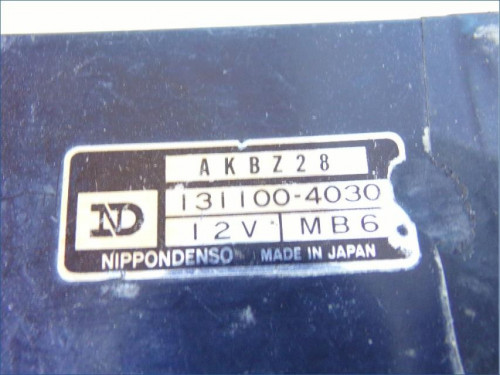 AKBZ28
131100-4030
ND
12V MB6
NIPPONDENSO MADE IN JAPAN